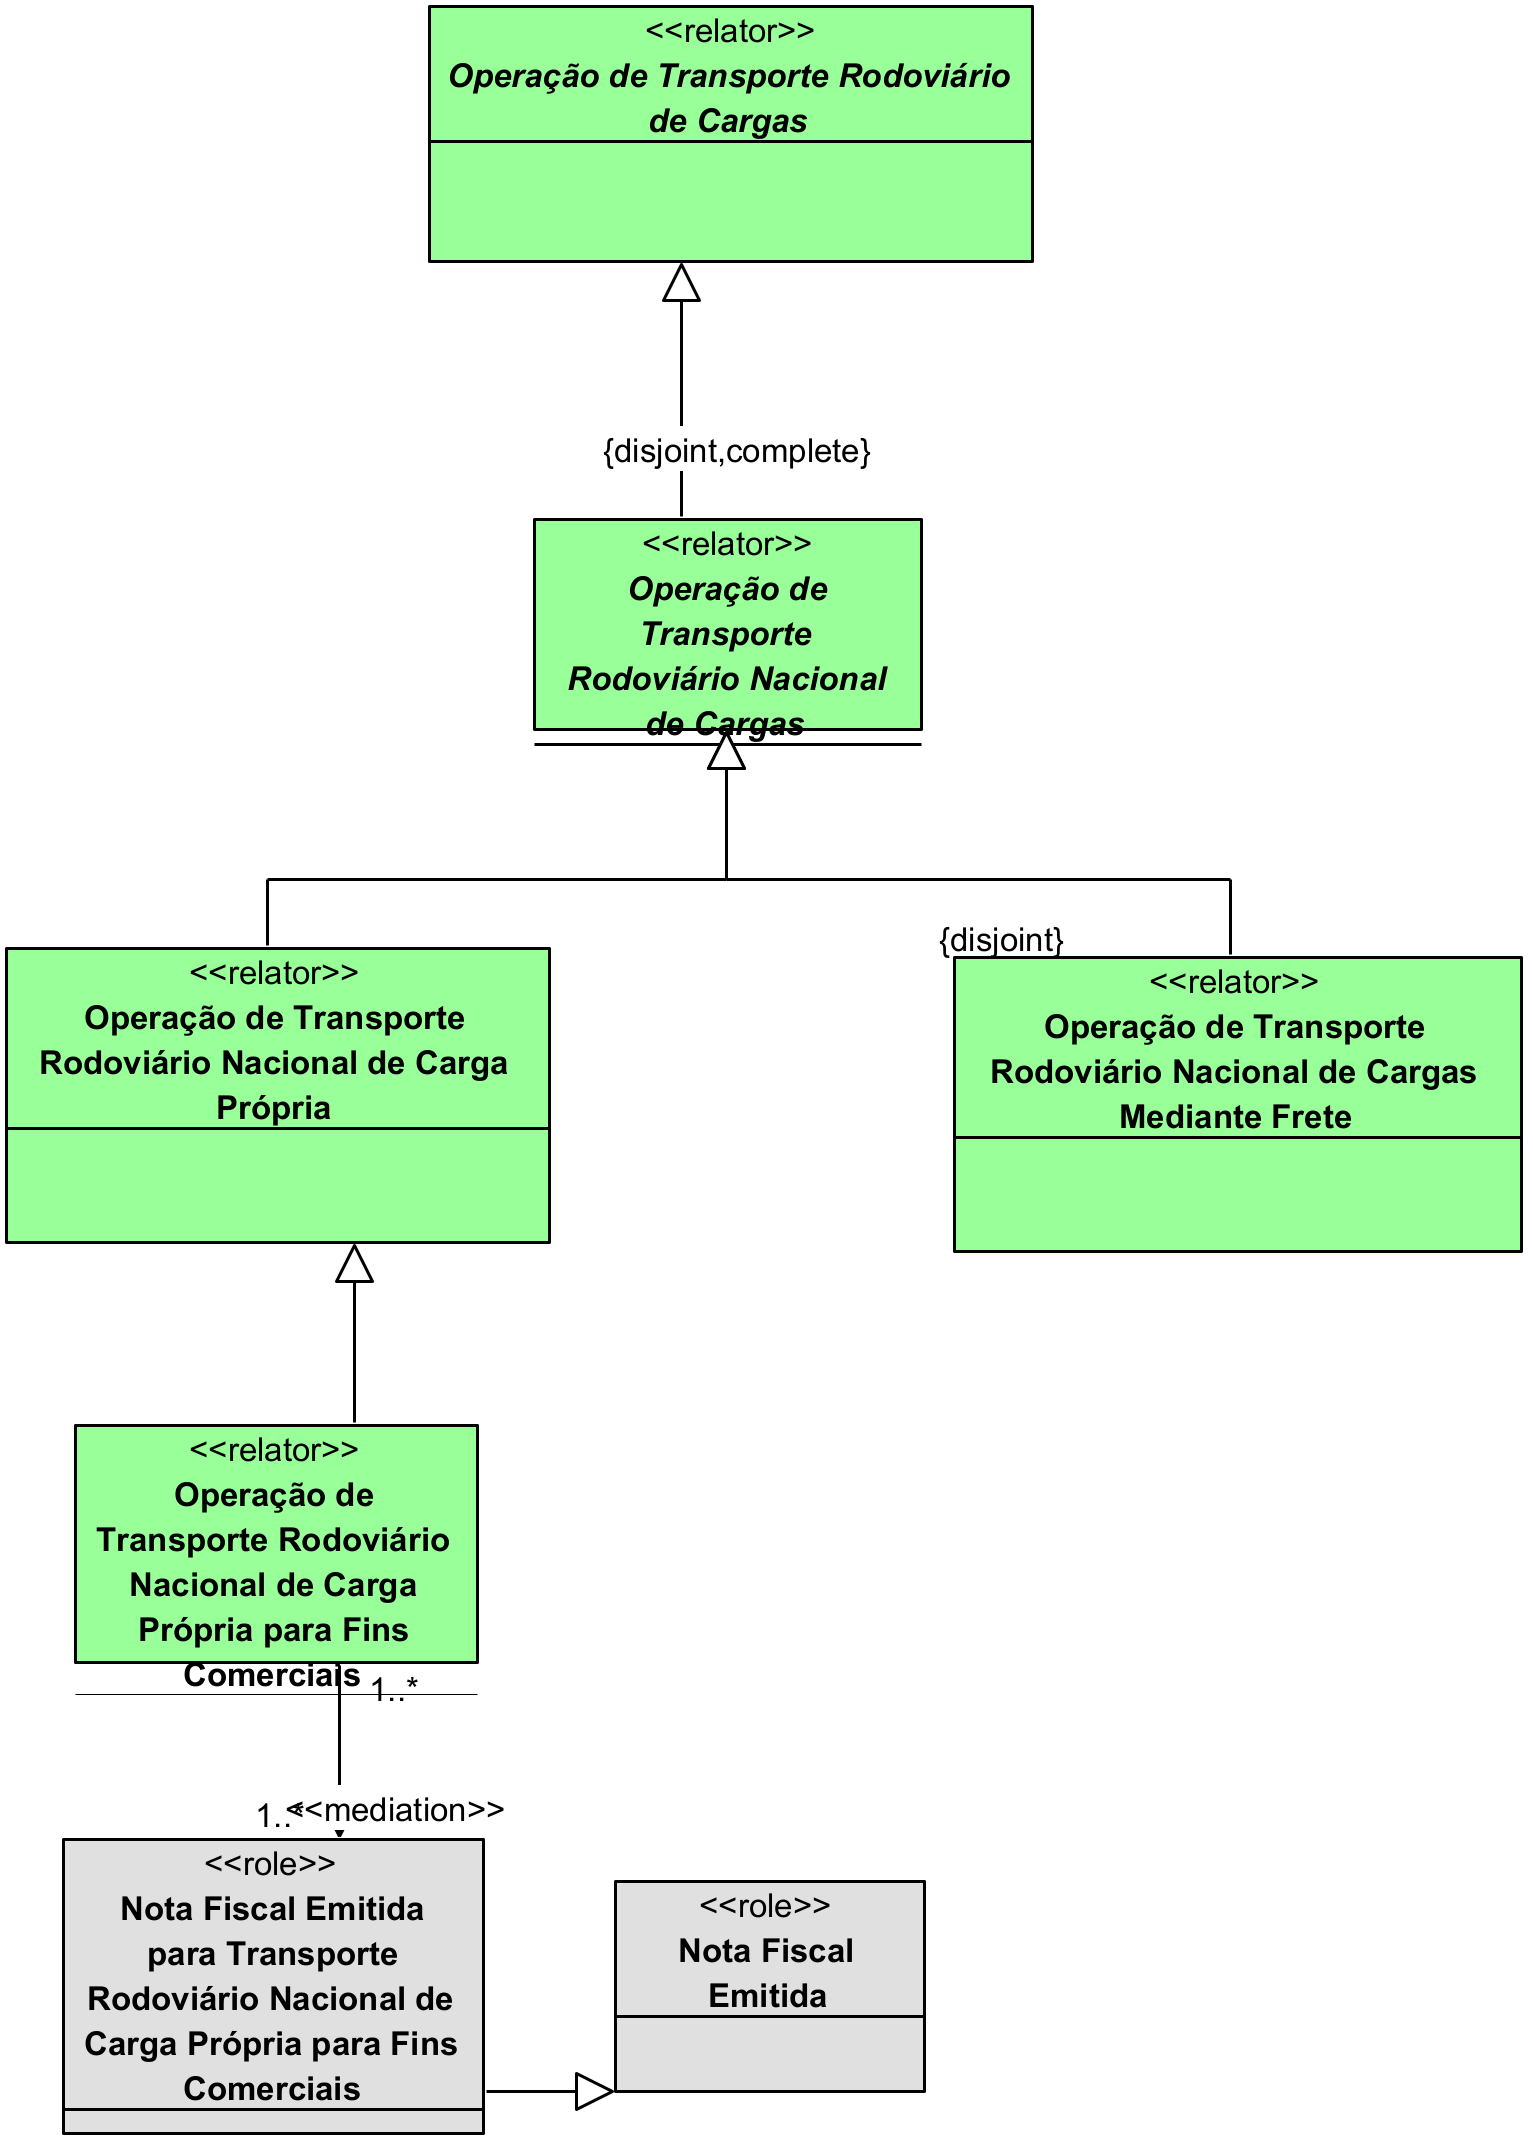 <<relator>>
Operação de Transporte Rodoviário
de Cargas
{disjoint,complete}
<<relator>>
Operação de
Transporte
Rodoviário Nacional
de Cargas
{disjoint}
<<relator>>
Operação de Transporte
Rodoviário Nacional de Carga
Própria
<<relator>>
Operação de Transporte
Rodoviário Nacional de Cargas
Mediante Frete
<<relator>>
Operação de
Transporte Rodoviário
Nacional de Carga
Própria para Fins
Comerciais
1..*
1..*
<<mediation>>
<<role>>
Nota Fiscal Emitida
para Transporte
Rodoviário Nacional de
Carga Própria para Fins
Comerciais
<<role>>
Nota Fiscal
Emitida